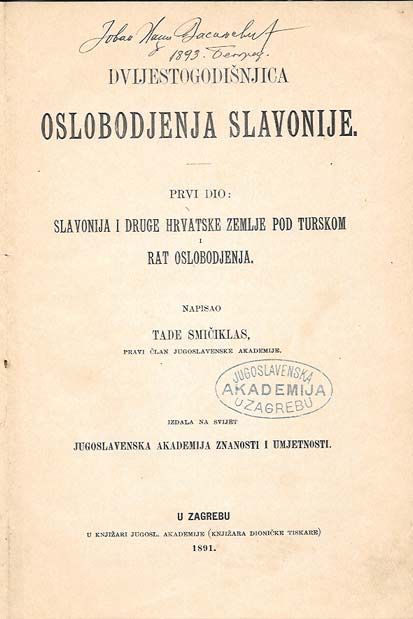 Јован
1893. Београд
DVIJESTOGODIŠNJICA
OSLOBODJENJA SLAVONIJE.
PRVI DIO:
SLAVONIJA I DRUGE HRVATSKE ZEMLJE POD TURSKOM
I
RAT OSLOBODJENJA.
NAPISAO
TADE SMIČIKLAS,
PRAVI ČLAN JUGOSLAVENSKE AKADEMIJE.
JUGOSLAVENSKA
AKADEMIJA
U ZAGREBU
IZDALA NA SVIJET
JUGOSLAVENSKA AKADEMIJA ZNANOSTI I UMJETNOSTI.
U ZAGREBU
U KNJIŽARI JUGOSL. AKADEMIJE (KNJIŽARA DIONIČKE TISKARE)
1891.